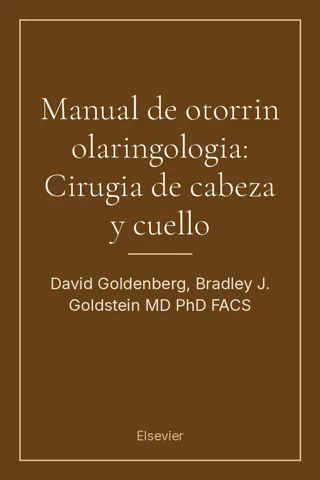 Manual de otorrin
olaringologia:
Cirugia de cabeza
y cuello
David Goldenberg, Bradley J.
Goldstein MD PhD FACS
Elsevier